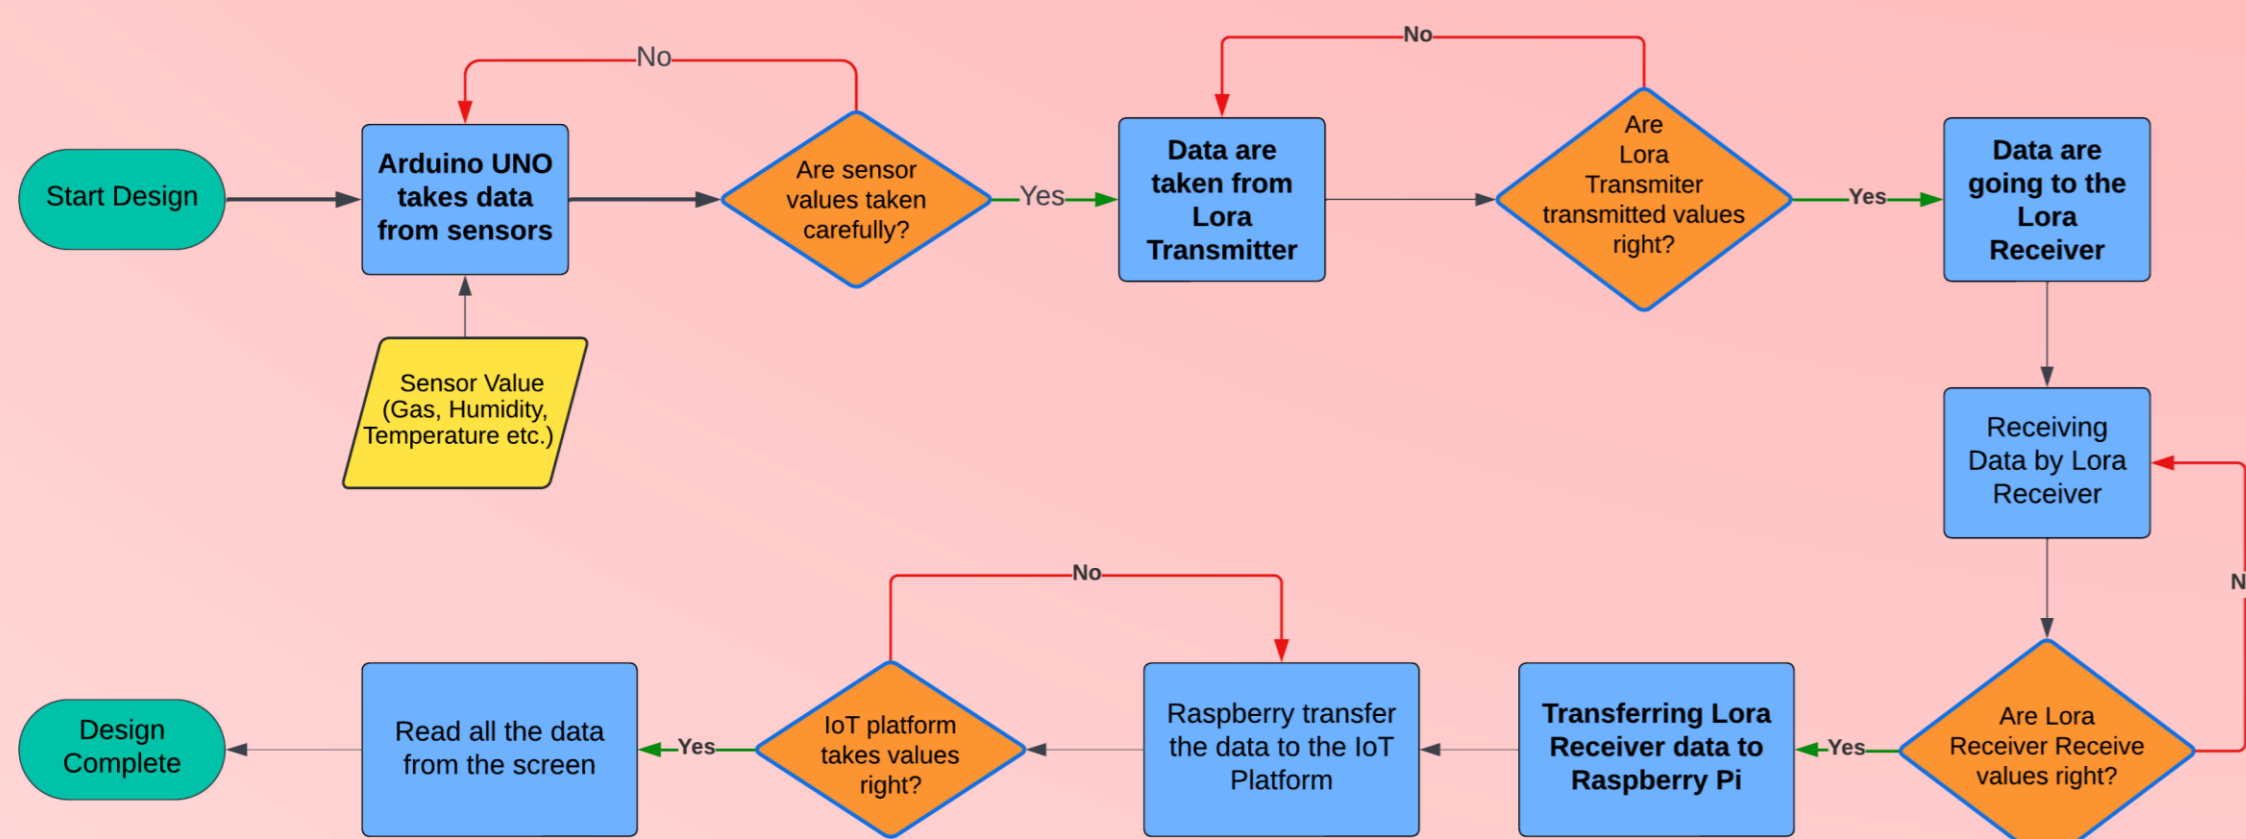 No
No
Start Design
Arduino UNO
takes data
from sensors
Are sensor
values taken
carefully?
Yes
Data are
taken from
Lora
Transmitter
Are
Lora
Transmiter
transmitted values
right?
Yes
Data are
going to the
Lora
Receiver
Sensor Value
(Gas, Humidity,
Temperature etc.)
Receiving
Data by Lora
Receiver
N
Are Lora
Receiver Receive
values right?
Yes
Transferring Lora
Receiver data to
Raspberry Pi
Raspberry transfer
the data to the IoT
Platform
No
IoT platform
takes values
right?
Yes
Read all the data
from the screen
Design
Complete